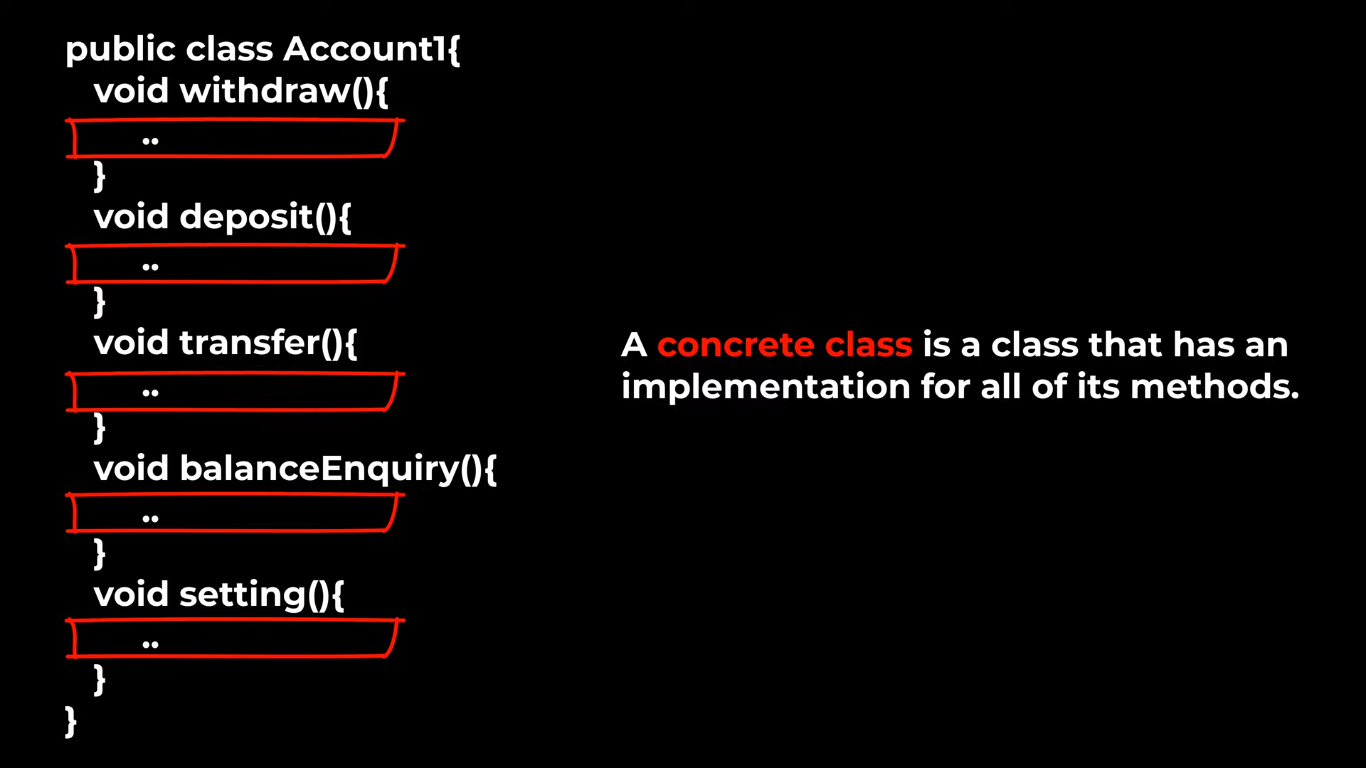 public class Account1{
void withdraw(){
..
}
void deposit(){
..
}
void transfer(){
..
}
void balanceEnquiry(){
..
}
void setting(){
..
}
}
A concrete class is a class that has an
implementation for all of its methods.